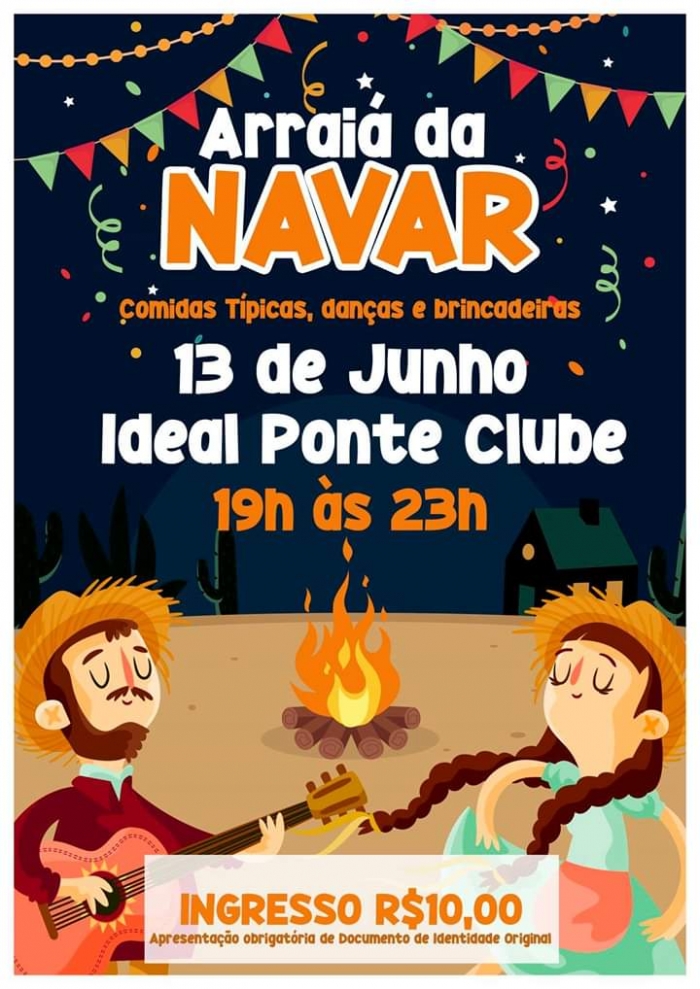 Arraiá da
NAVAR
Comidas Típicas, danças e brincadeiras
13 de Junho
Ideal Ponte Clube
19h às 23h
INGRESSO R$10,00
Apresentação obrigatória de Documento de Identidade Original